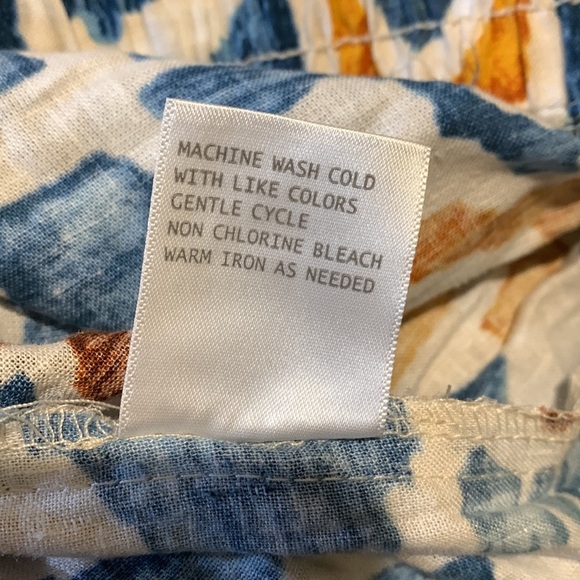 MACHINE WASH COLD
WITH LIKE COLORS
GENTLE CYCLE
NON CHLORINE BLEACH
WARM IRON AS NEEDED